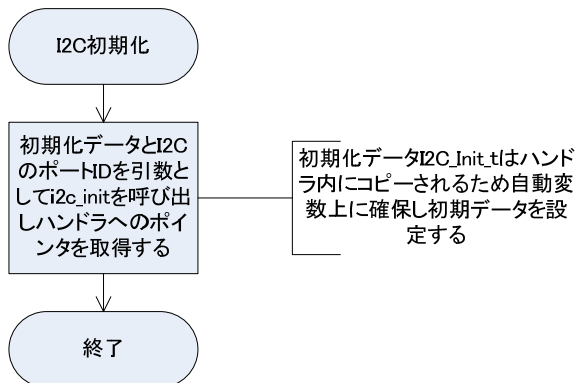 I2C初期化
初期化データとI2C
のポートIDを引数と
してi2c_initを呼び出
しハンドラへのポイ
ンタを取得する
初期化データI2C_Init_tはハンド
ラ内にコピーされるため自動変
数上に確保し初期データを設
定する
終了